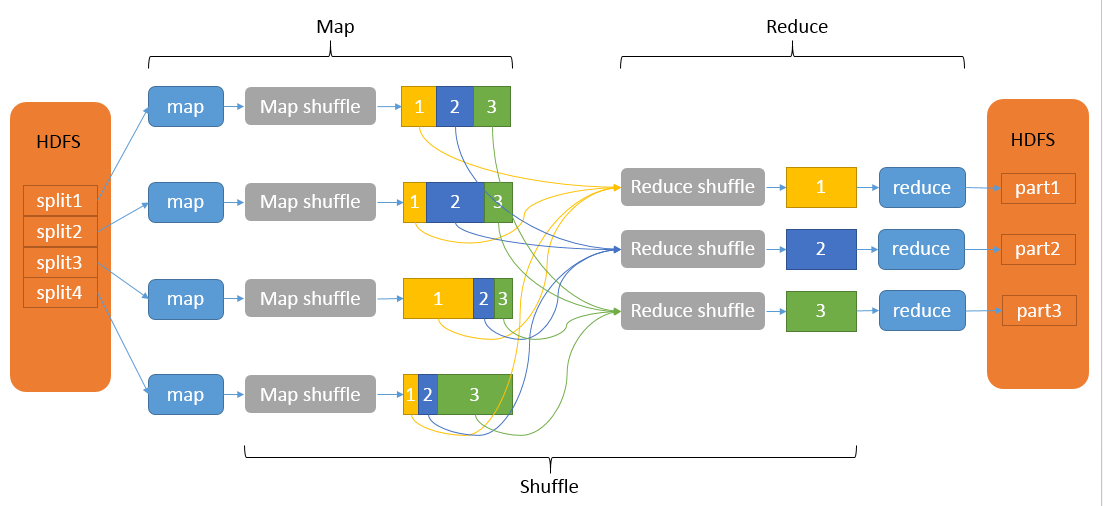 Map
Reduce
HDFS
split1
split2
split3
split4
map
Map shuffle
1 2 3
map
Map shuffle
1 2 3
map
Map shuffle
1 2 3
map
Map shuffle
1 2 3
Reduce shuffle
1
reduce
Reduce shuffle
2
reduce
Reduce shuffle
3
reduce
HDFS
part1
part2
part3
Shuffle